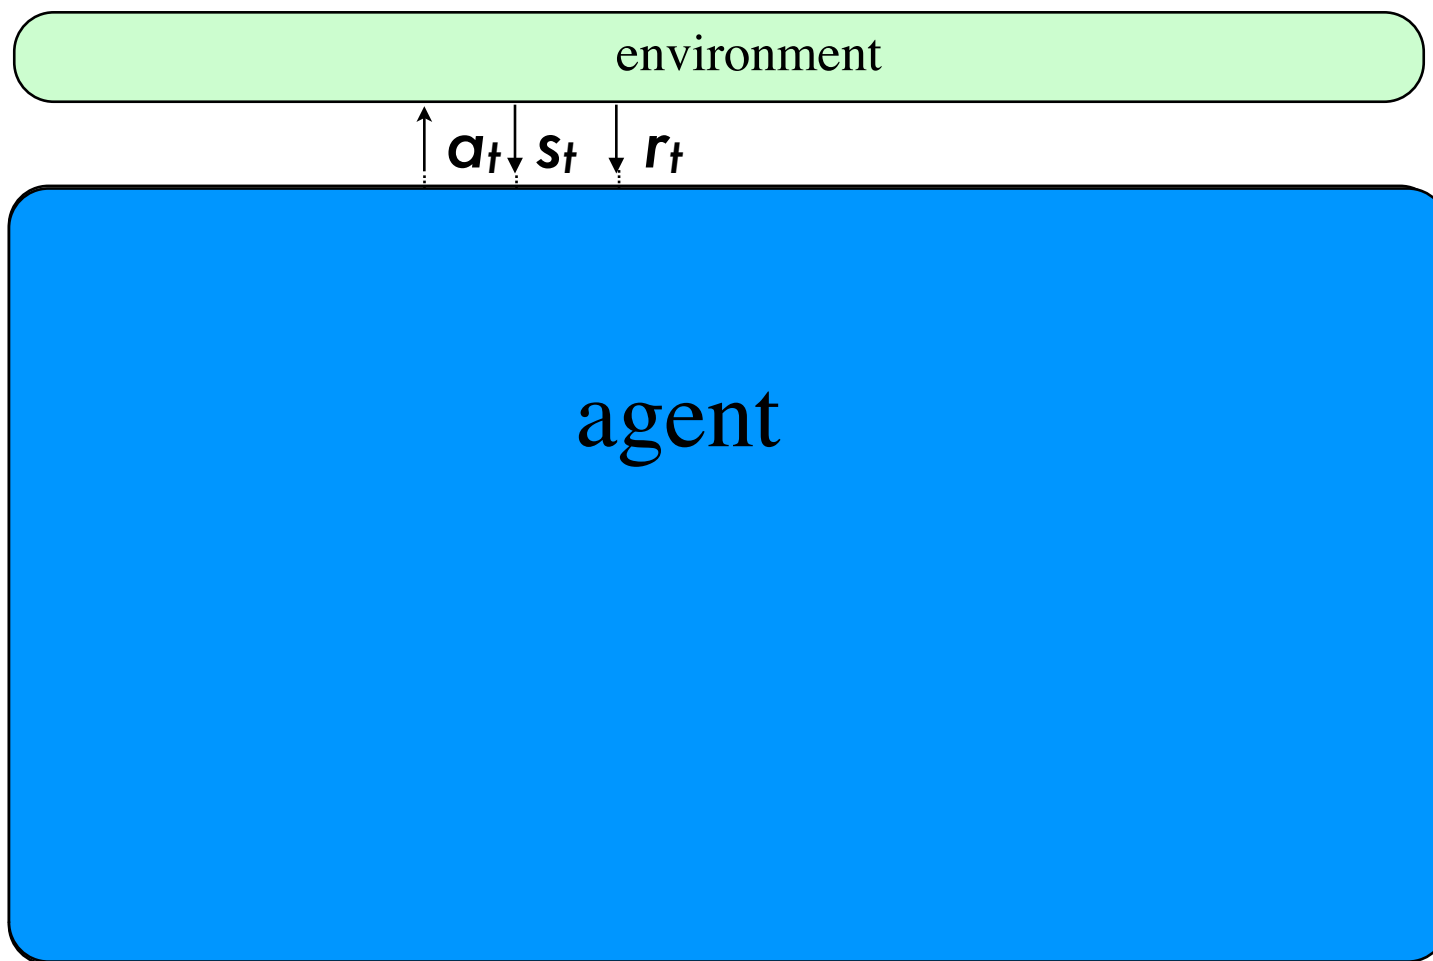 environment
aₜ sₜ rₜ
agent